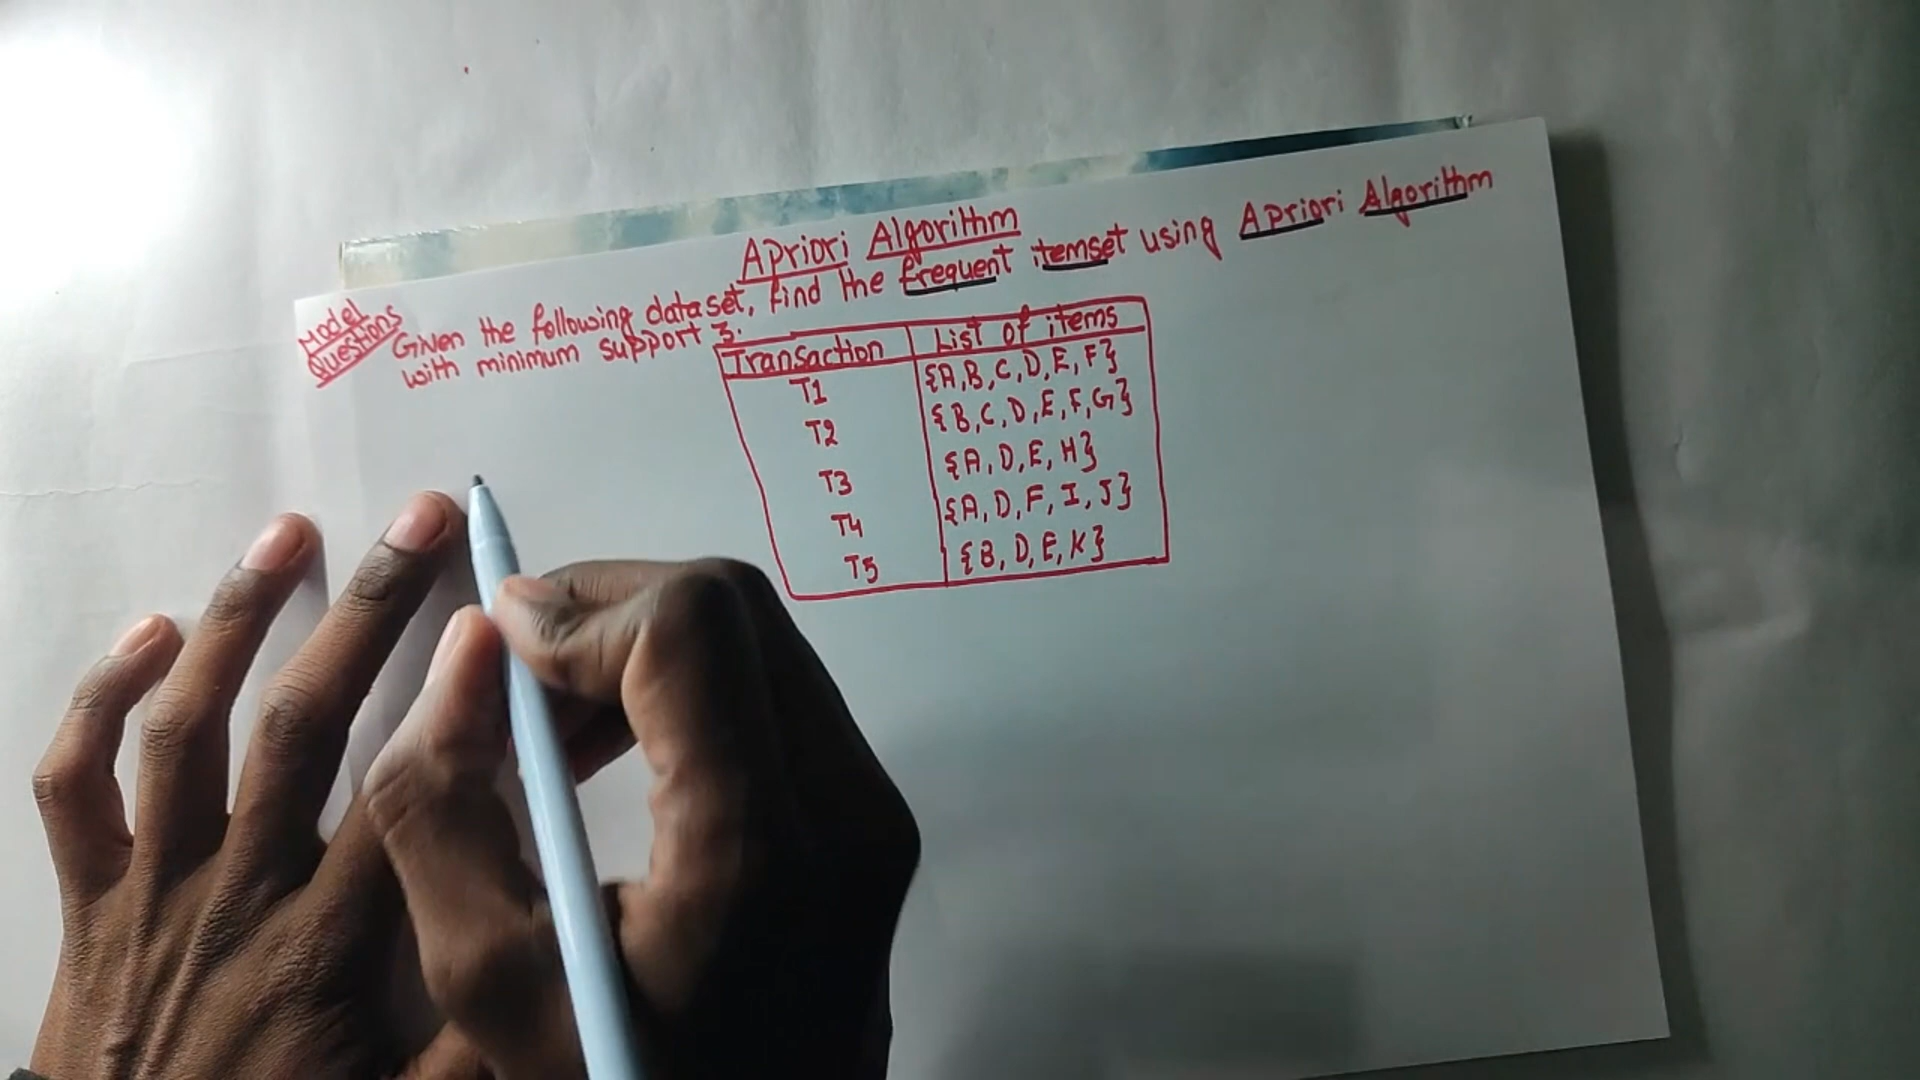 Apriori Algorithm
Model
Questions
Given the following dataset, find the frequent itemset using Apriori Algorithm
with minimum support 3.
Transaction List of items
T1 {A,B,C,D,E,F}
T2 {B,C,D,E,F,G}
T3 {A,D,E,H}
T4 {A,D,F,I,J}
T5 {B,D,E,K}